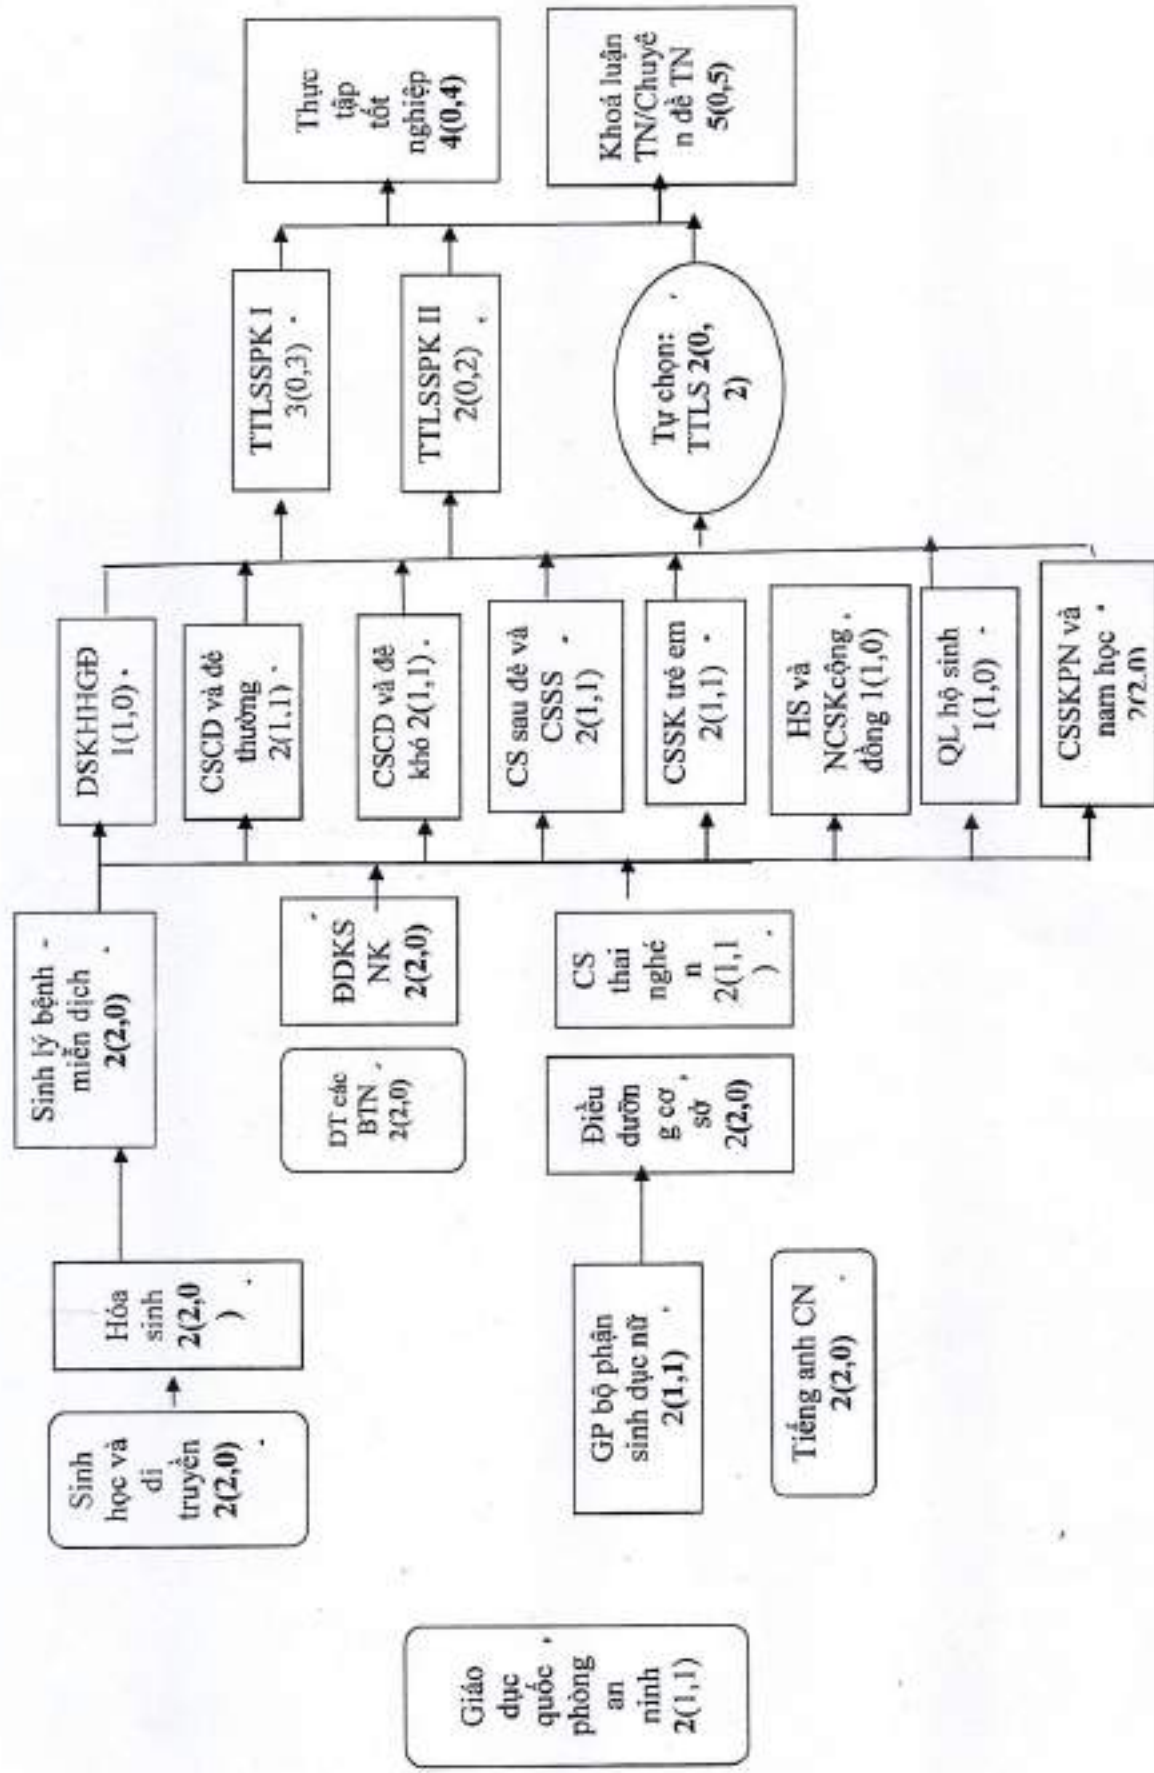 Giáo
dục
quốc
phòng
an
ninh
2(1,1)
Sinh
học và
di
truyền
2(2,0)
Hóa
sinh
2(2,0
)
GP bộ phận
sinh dục nữ
2(1,1)
Tiếng anh CN
2(2,0)
Sinh lý bệnh -
miễn dịch
2(2,0)
DT các
BTN
2(2,0)
ĐDKS
NK
2(2,0)
Điều
dưỡn
g cơ
sở
2(2,0)
CS
thai
nghé
n
2(1,1
)
DSKHHGĐ
1(1,0)
CSCD và đẻ
thường
2(1,1)
CSCD và đẻ
khó 2(1,1)
CS sau đẻ và
CSSS
2(1,1)
CSSK trẻ em
2(1,1)
HS và
NCSKcộng
đồng 1(1,0)
QL hộ sinh
1(1,0)
CSSKPN và
nam học
2(2,0)
TTLSSPK I
3(0,3)
TTLSSPK II
2(0,2)
Tự chọn:
TTLS 2(0,
2)
Thực
tập
tốt
nghiệp
4(0,4)
Khoá luận
TN/Chuyê
n đề TN
5(0,5)